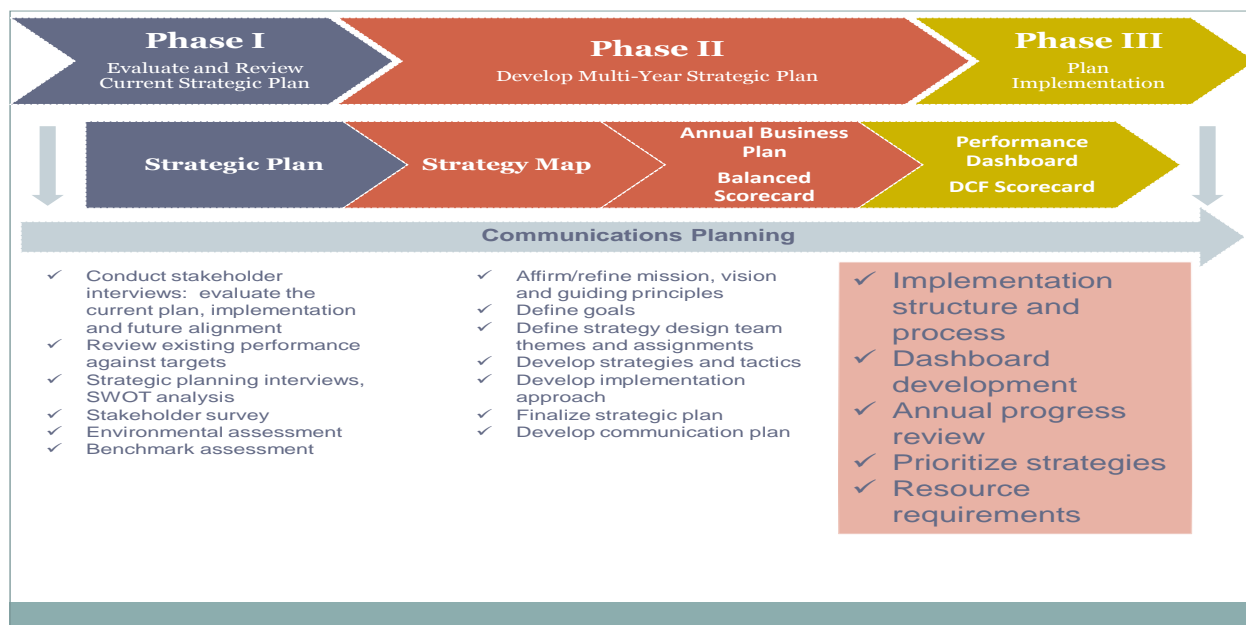 Phase I
Evaluate and Review
Current Strategic Plan
Phase II
Develop Multi-Year Strategic Plan
Phase III
Plan
Implementation
Strategic Plan
Strategy Map
Annual Business
Plan
Balanced
Scorecard
Performance
Dashboard
DCF Scorecard
Communications Planning
✓ Conduct stakeholder
interviews: evaluate the
current plan, implementation
and future alignment
✓ Review existing performance
against targets
✓ Strategic planning interviews,
SWOT analysis
✓ Stakeholder survey
✓ Environmental assessment
✓ Benchmark assessment
✓ Affirm/refine mission, vision
and guiding principles
✓ Define goals
✓ Define strategy design team
themes and assignments
✓ Develop strategies and tactics
✓ Develop implementation
approach
✓ Finalize strategic plan
✓ Develop communication plan
✓ Implementation
structure and
process
✓ Dashboard
development
✓ Annual progress
review
✓ Prioritize strategies
✓ Resource
requirements